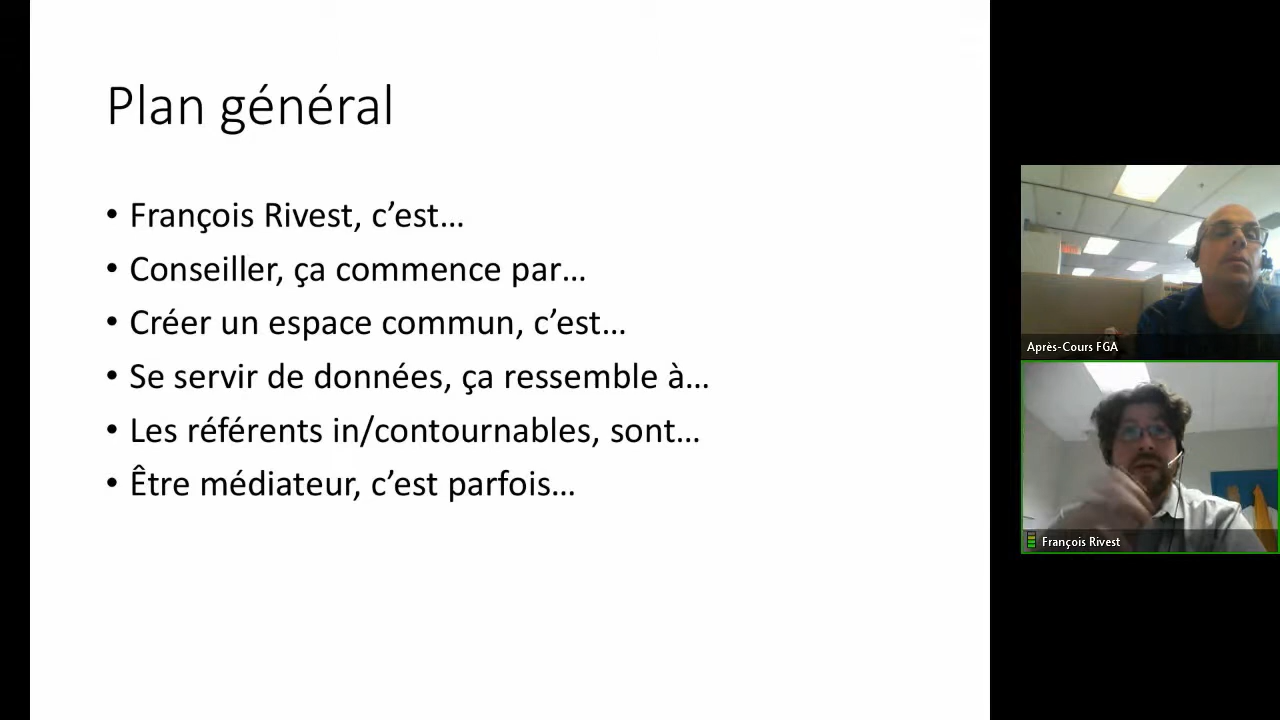 Plan général
• François Rivest, c’est…
• Conseiller, ça commence par…
• Créer un espace commun, c’est…
• Se servir de données, ça ressemble à…
• Les référents in/contournables, sont…
• Être médiateur, c’est parfois…
Après-Cours FGA
François Rivest